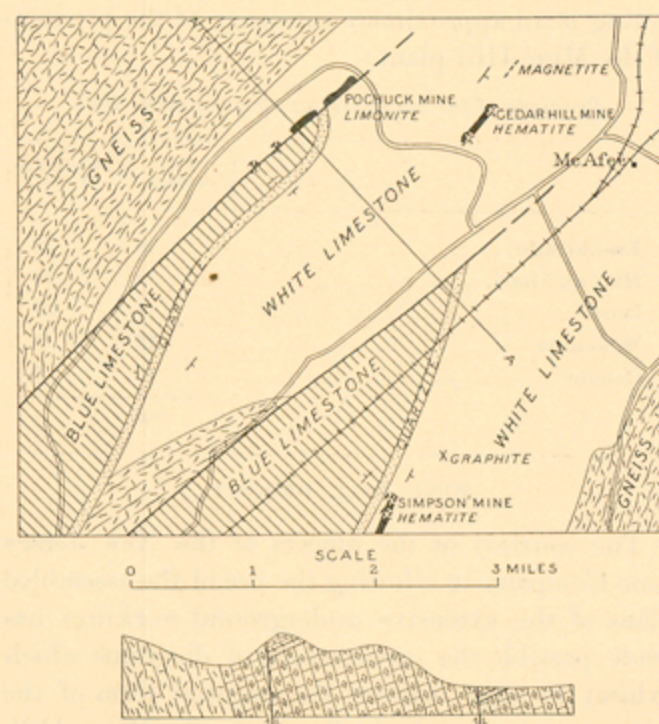 GNEISS
POCHUCK MINE
LIMONITE
MAGNETITE
CEDAR HILL MINE
HEMATITE
McAfee
WHITE LIMESTONE
BLUE LIMESTONE
QUARTZITE
A
WHITE LIMESTONE
BLUE LIMESTONE
QUARTZITE
GRAPHITE
GNEISS
SIMPSON MINE
HEMATITE
SCALE
0 1 2 3 MILES